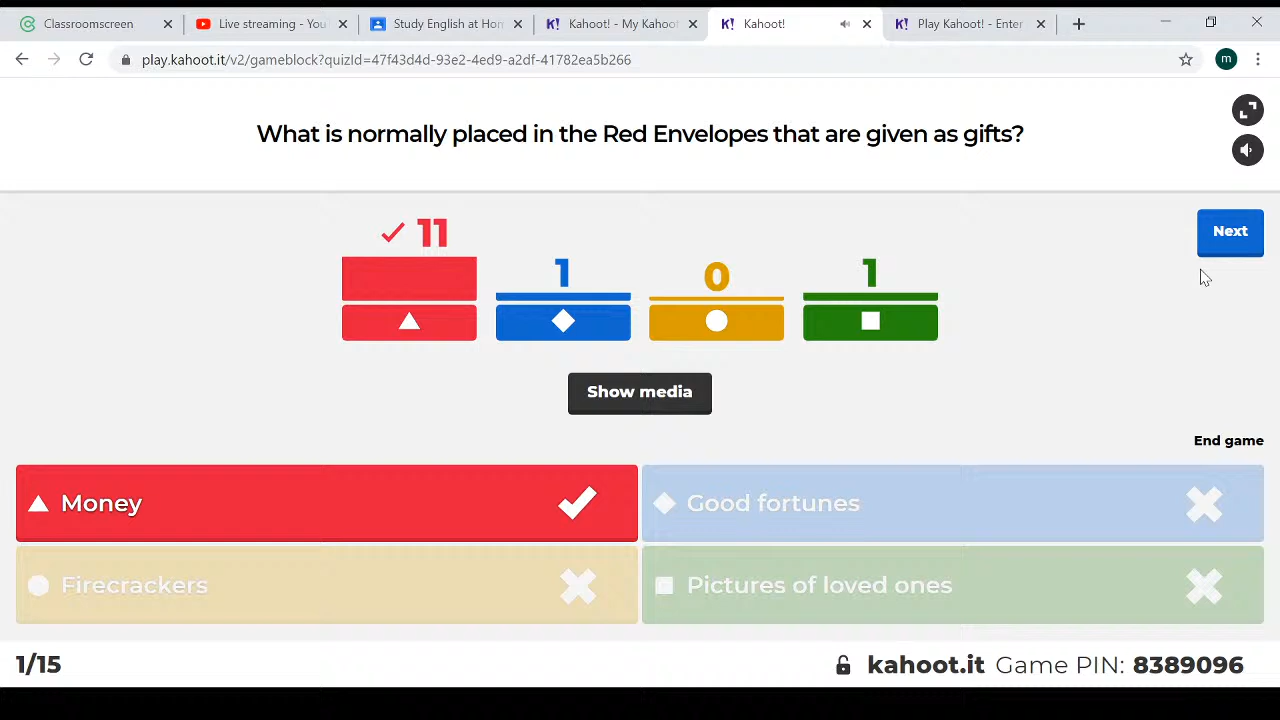 Classroomscreen
Live streaming - You
Study English at Hom
K! Kahoot! - My Kahoot
K! Kahoot!
K! Play Kahoot! - Enter
play.kahoot.it/v2/gameblock?quizId=47f43d4d-93e2-4ed9-a2df-41782ea5b266
m
What is normally placed in the Red Envelopes that are given as gifts?
Next
11
1
0
1
Show media
End game
Money
Good fortunes
Firecrackers
Pictures of loved ones
1/15
kahoot.it Game PIN: 8389096